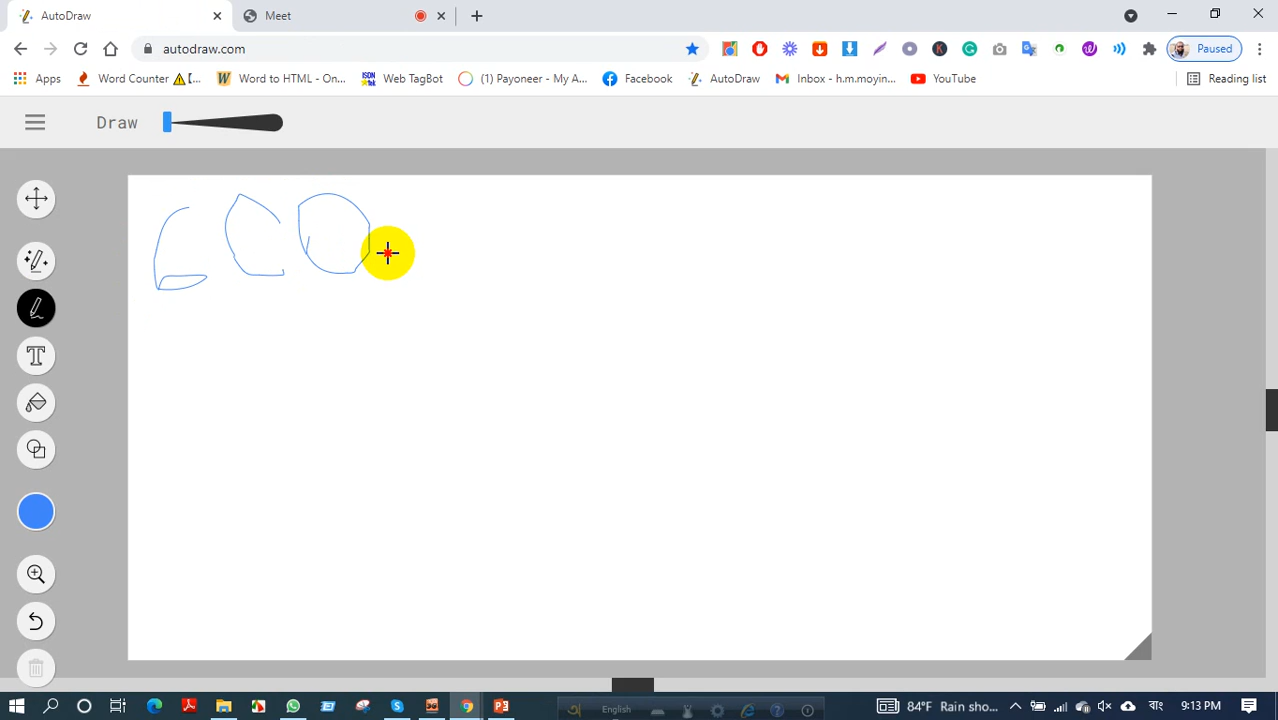 AutoDraw
Meet
autodraw.com
Paused
Apps
Word Counter
[...
Word to HTML - On...
Web TagBot
(1) Payoneer - My A...
Facebook
AutoDraw
Inbox - h.m.moyin...
YouTube
Reading list
Draw
T
English
84°F Rain sho...
বাং
9:13 PM